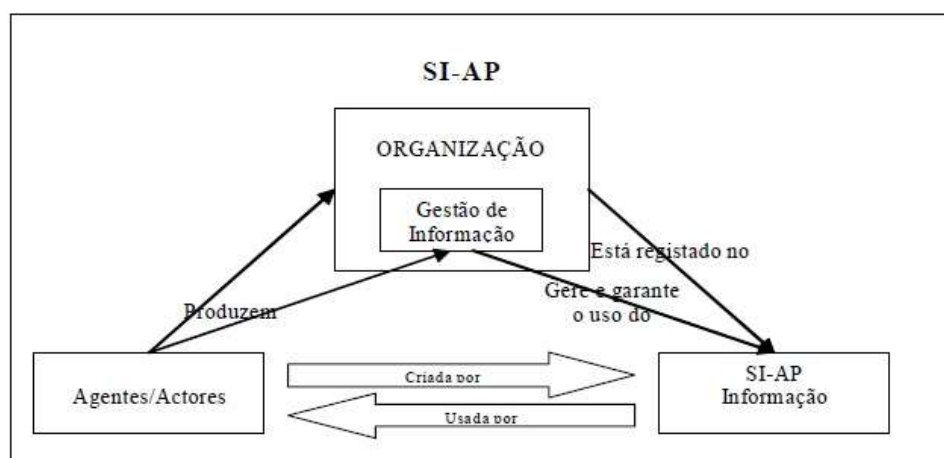 SI-AP
ORGANIZAÇÃO
Gestão de
Informação
Está registado no
Gere e garante
o uso do
Produzem
Agentes/Actores
Criada por
Usada por
SI-AP
Informação